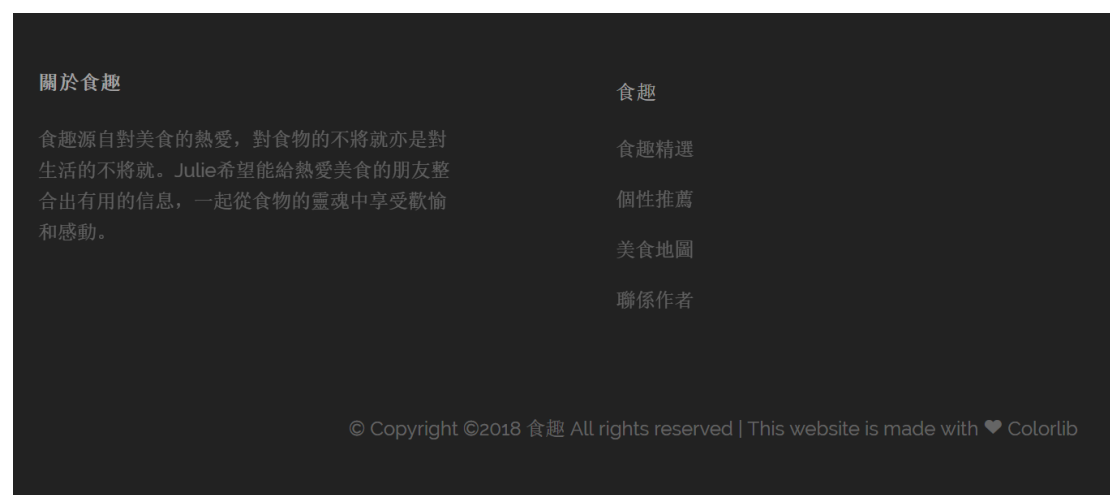 關於食趣
食趣源自對美食的熱愛，對食物的不將就亦是對
生活的不將就。Julie希望能給熱愛美食的朋友整
合出有用的信息，一起從食物的靈魂中享受歡愉
和感動。
食趣
食趣精選
個性推薦
美食地圖
聯係作者
© Copyright ©2018 食趣 All rights reserved | This website is made with ❤ Colorlib